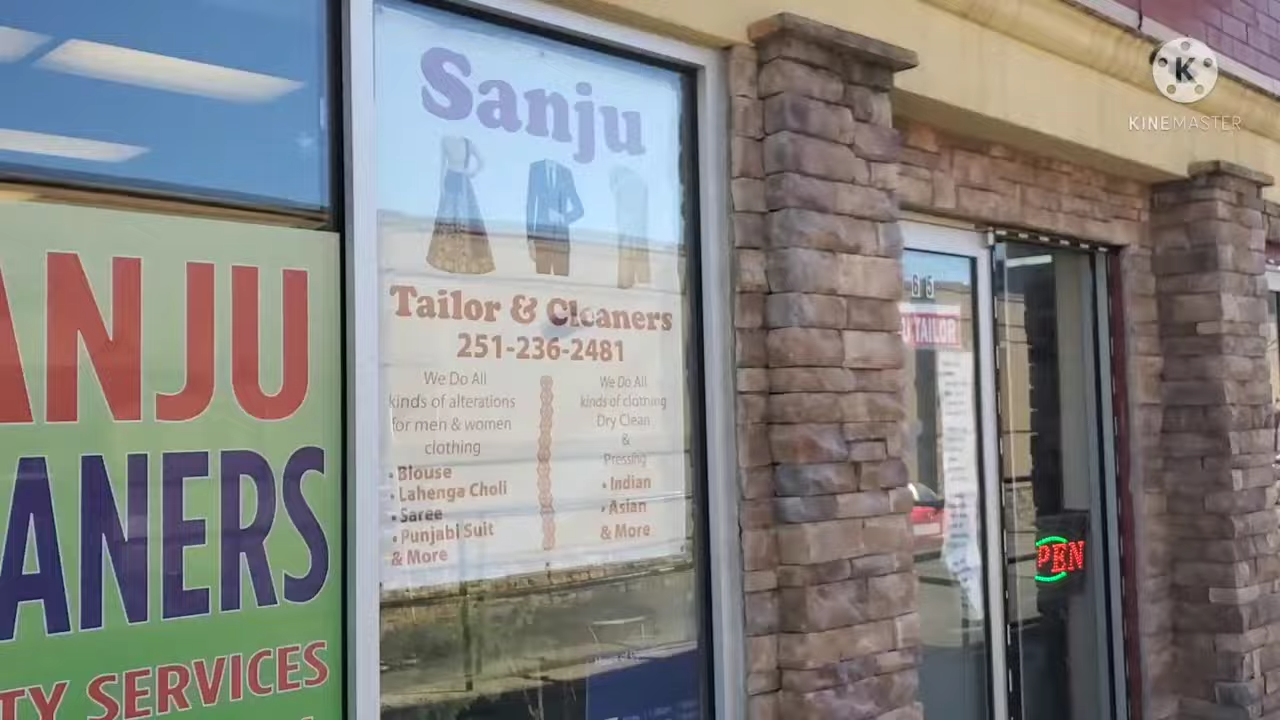 ANJU
ANERS
TY SERVICES
Sanju
Tailor & Cleaners
251-236-2481
We Do All
kinds of alterations
for men & women
clothing
• Blouse
• Lahenga Choli
• Saree
• Punjabi Suit
& More
We Do All
kinds of clothing
Dry Clean
&
Pressing
• Indian
• Asian
& More
65
U TAILOR
PEN
K
KINEMASTER